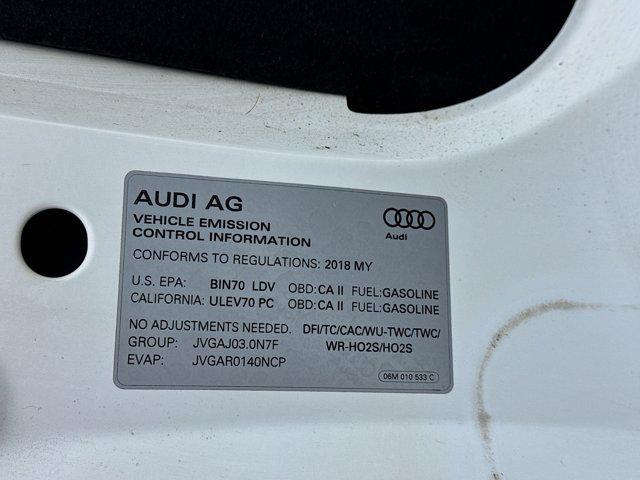 AUDI AG
VEHICLE EMISSION
CONTROL INFORMATION
Audi
CONFORMS TO REGULATIONS: 2018 MY
U.S. EPA: BIN70 LDV OBD:CA II FUEL:GASOLINE
CALIFORNIA: ULEV70 PC OBD:CA II FUEL:GASOLINE
NO ADJUSTMENTS NEEDED. DFI/TC/CAC/WU-TWC/TWC/
GROUP: JVGAJ03.0N7F WR-HO2S/HO2S
EVAP: JVGAR0140NCP
06M 010 533 C